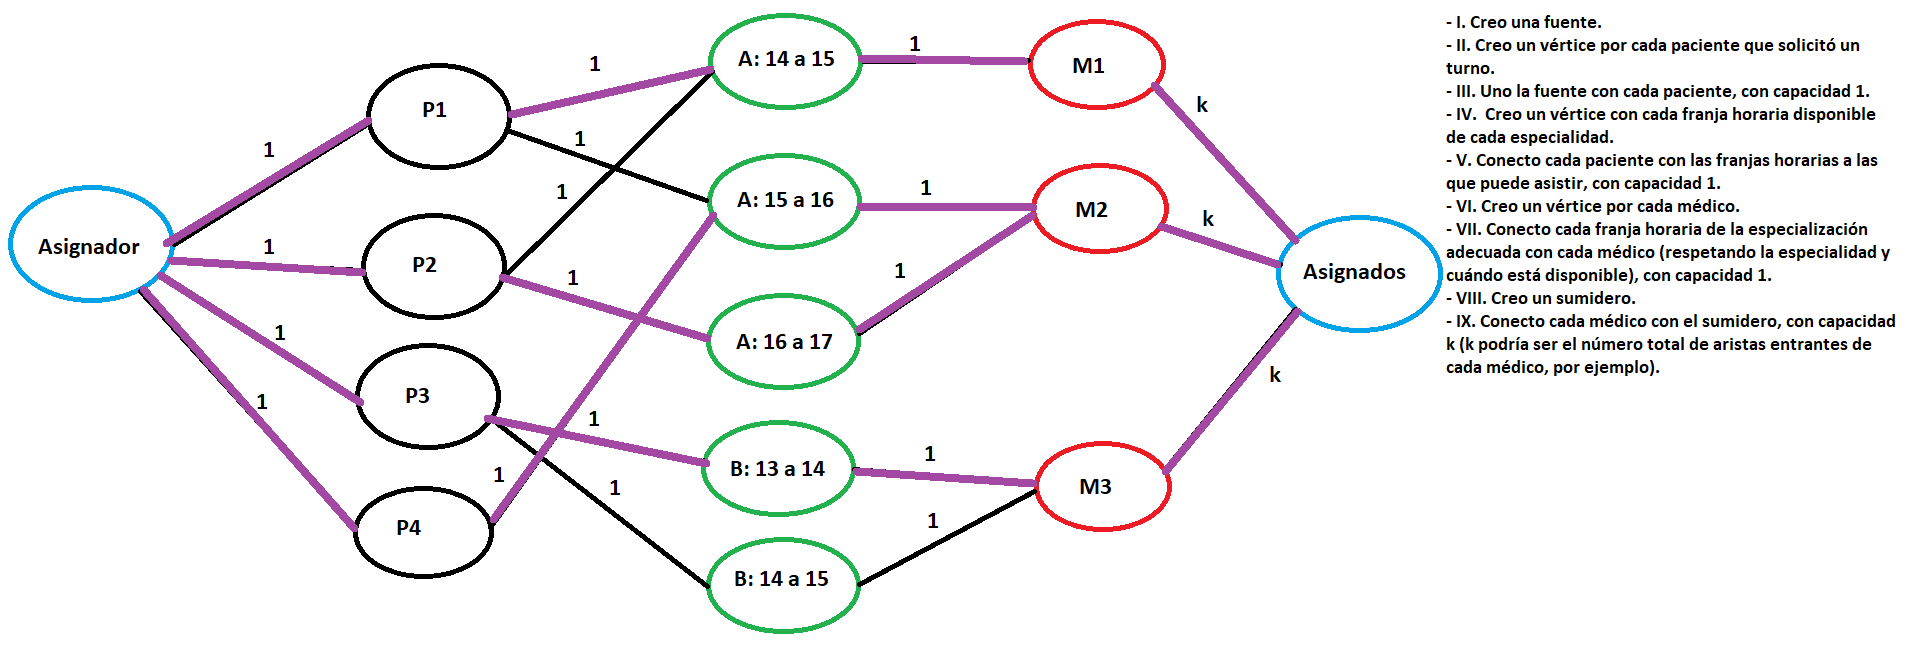 Asignador
1
1
1
1
P1
P2
P3
P4
1
1
1
1
1
1
1
A: 14 a 15
A: 15 a 16
A: 16 a 17
B: 13 a 14
B: 14 a 15
1
1
1
1
1
M1
M2
M3
k
k
k
Asignados
- I. Creo una fuente.
- II. Creo un vértice por cada paciente que solicitó un
turno.
- III. Uno la fuente con cada paciente, con capacidad 1.
- IV.  Creo un vértice con cada franja horaria disponible
de cada especialidad.
- V. Conecto cada paciente con las franjas horarias a las
que puede asistir, con capacidad 1.
- VI. Creo un vértice por cada médico.
- VII. Conecto cada franja horaria de la especialización
adecuada con cada médico (respetando la especialidad y
cuándo está disponible), con capacidad 1.
- VIII. Creo un sumidero.
- IX. Conecto cada médico con el sumidero, con capacidad
k (k podría ser el número total de aristas entrantes de
cada médico, por ejemplo).